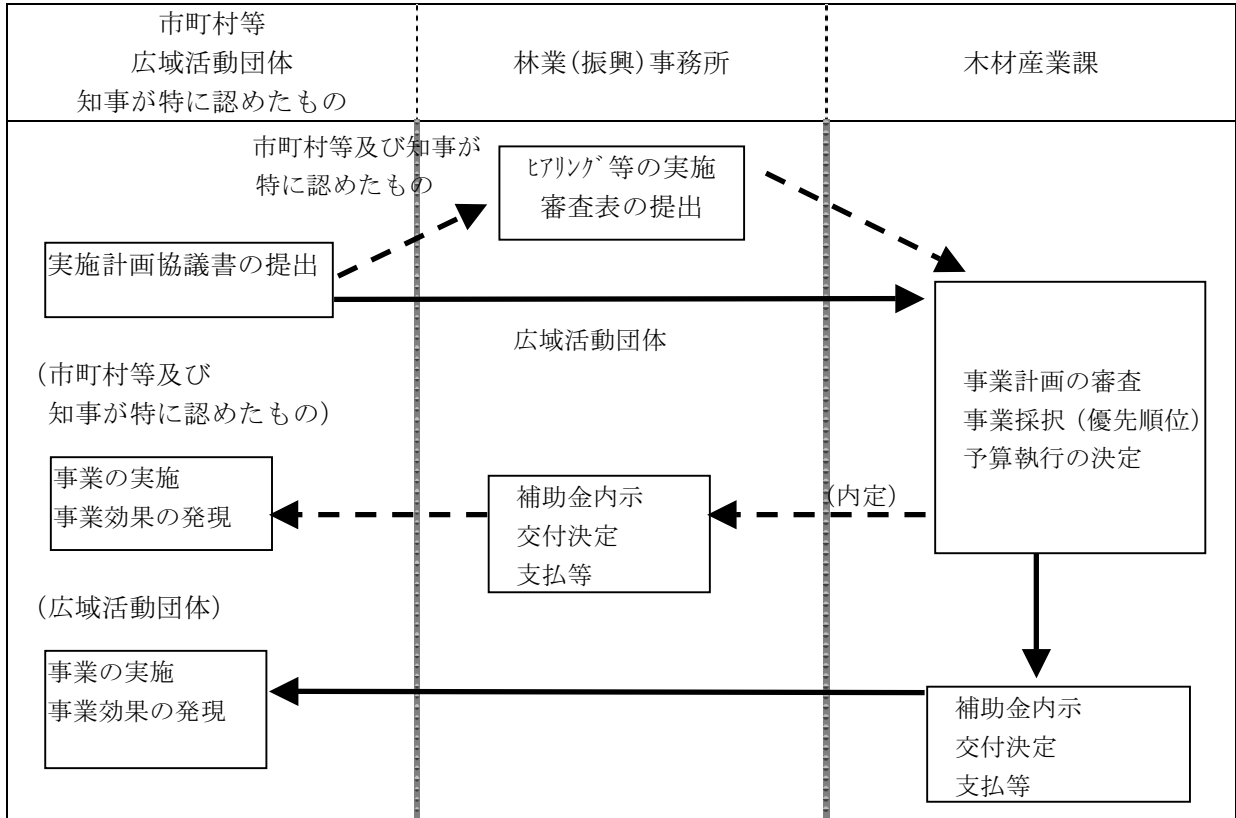 市町村等
広域活動団体
知事が特に認めたもの
林業(振興)事務所
木材産業課
市町村等及び知事が
特に認めたもの
ﾋｱﾘﾝｸﾞ等の実施
審査表の提出
実施計画協議書の提出
広域活動団体
(市町村等及び
知事が特に認めたもの)
事業計画の審査
事業採択(優先順位)
予算執行の決定
事業の実施
事業効果の発現
補助金内示
交付決定
支払等
(内定)
(広域活動団体)
事業の実施
事業効果の発現
補助金内示
交付決定
支払等